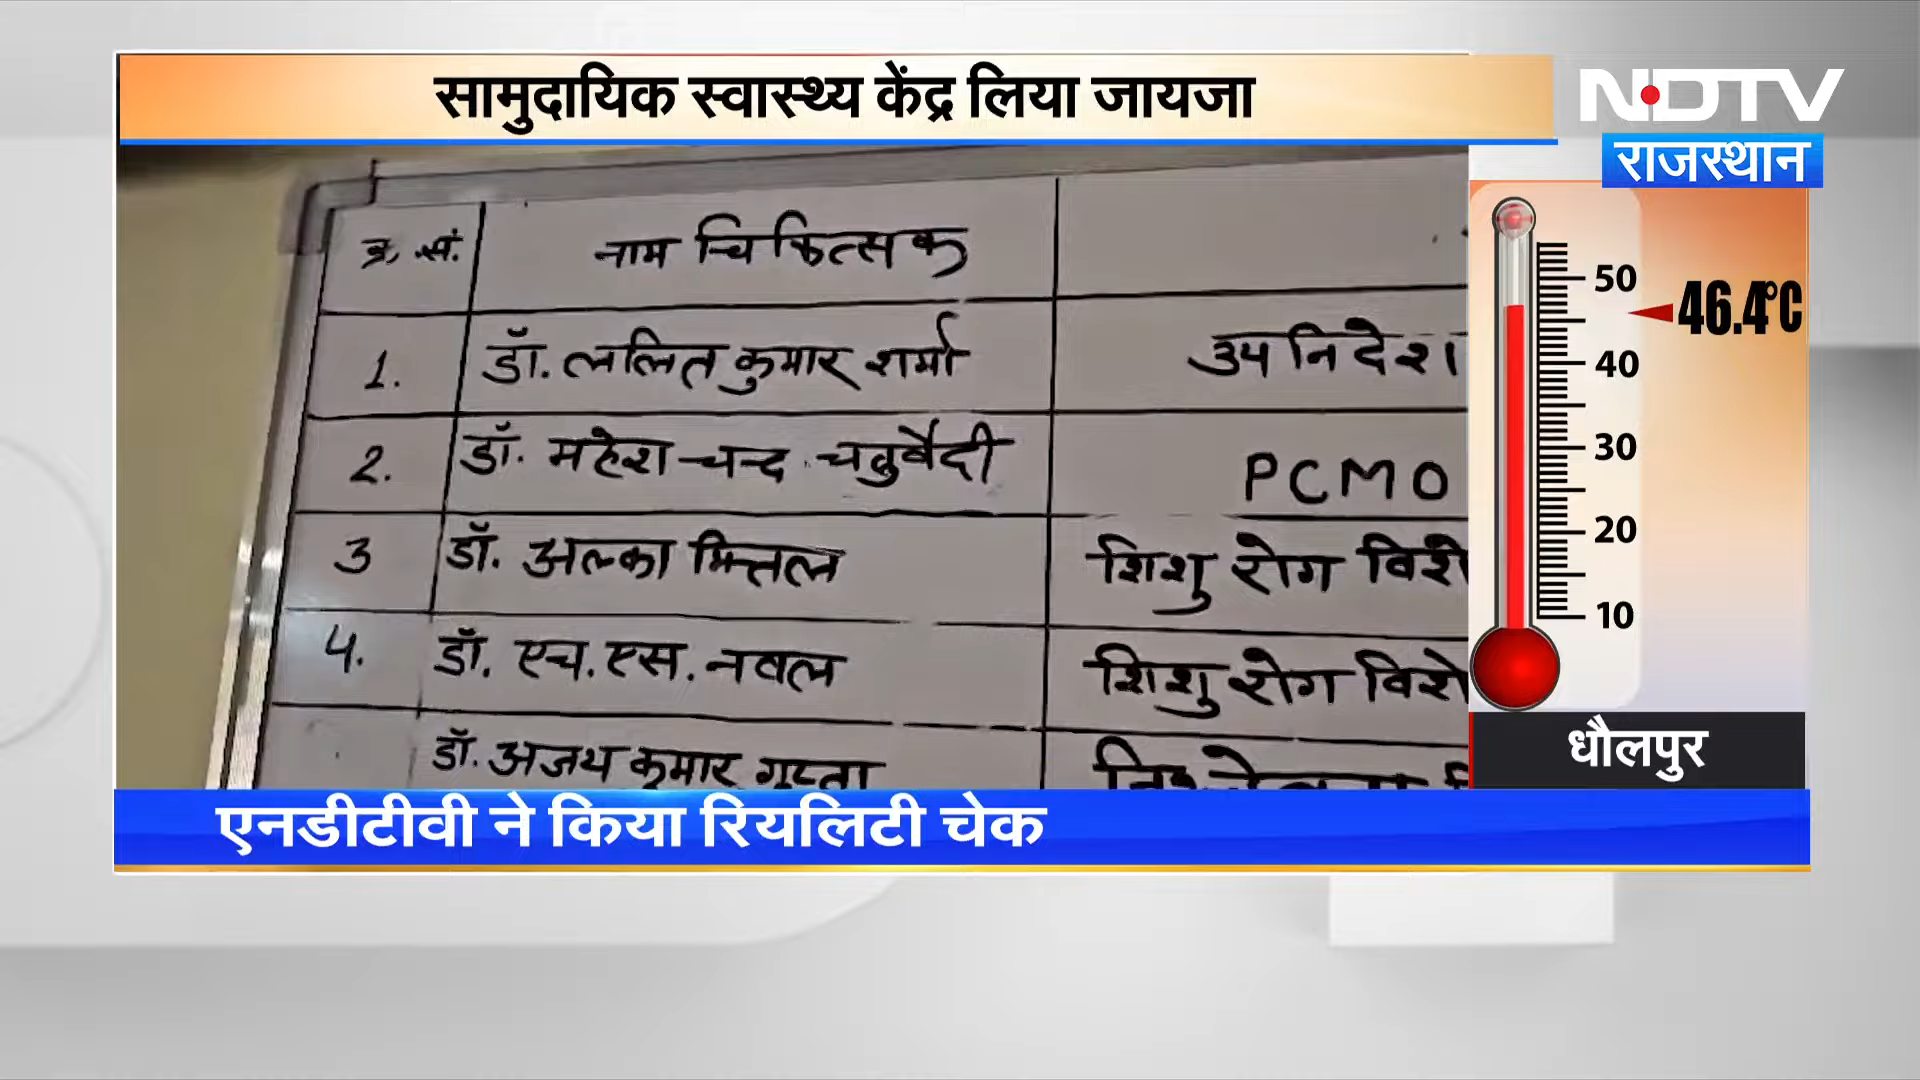 सामुदायिक स्वास्थ्य केंद्र लिया जायजा
NDTV
राजस्थान
क्र. सं. नाम चिकित्सक
1. डॉ. ललित कुमार शर्मा उप निदेश
2. डॉ. महेश चन्द चतुर्वेदी PCMO
3 डॉ. अल्का मित्तल शिशु रोग विशे
4. डॉ. एच. एस. नवल शिशु रोग विशे
डॉ. अजय कुमार गुप्ता
50
46.4°C
40
30
20
10
धौलपुर
एनडीटीवी ने किया रियलिटी चेक